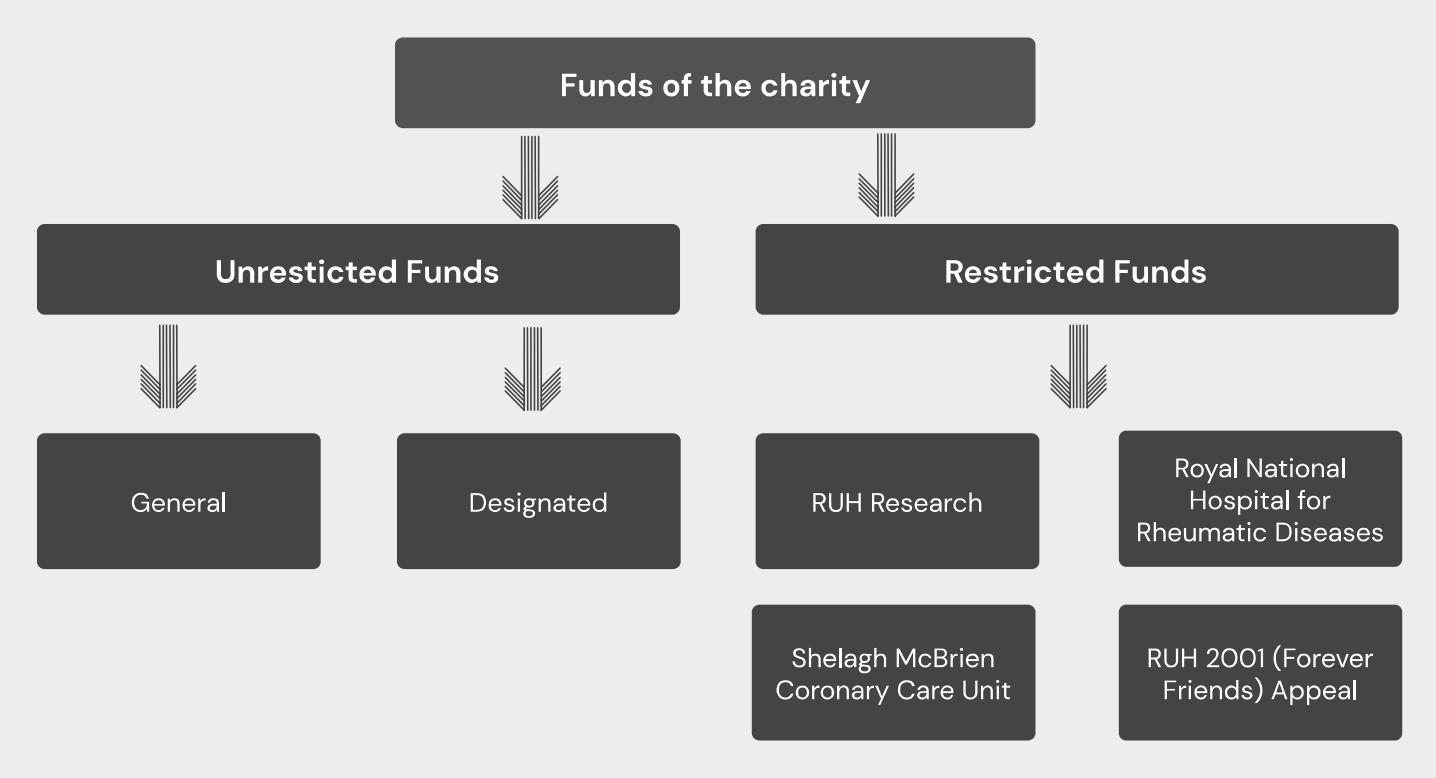 Funds of the charity
Unresticted Funds
Restricted Funds
General
Designated
RUH Research
Royal National
Hospital for
Rheumatic Diseases
Shelagh McBrien
Coronary Care Unit
RUH 2001 (Forever
Friends) Appeal